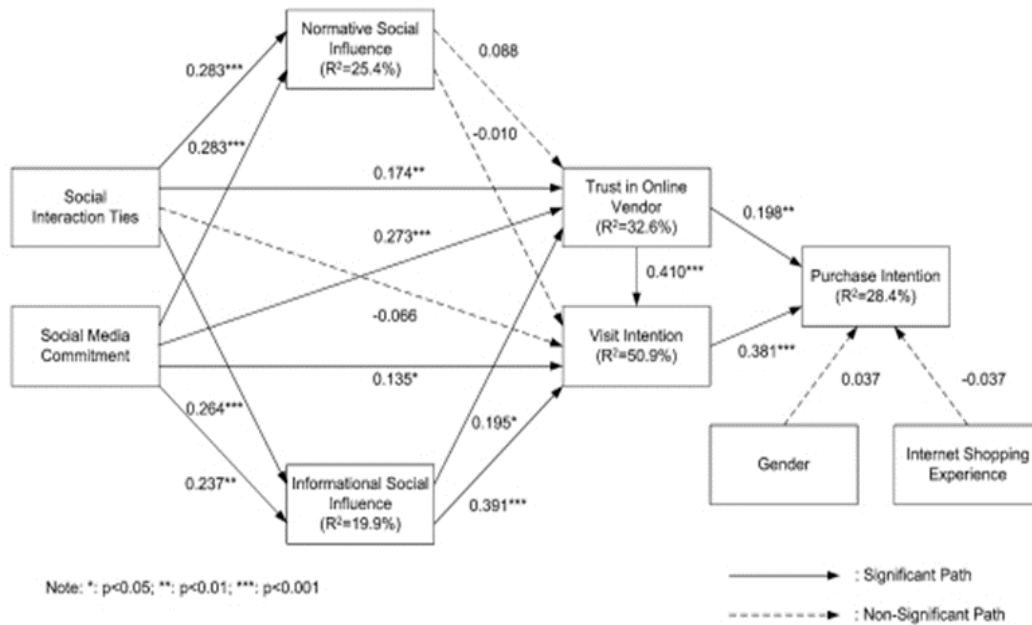 Normative Social
Influence
(R²=25.4%)
0.088
0.283***
-0.010
0.283***
Social
Interaction Ties
0.174**
Trust in Online
Vendor
(R²=32.6%)
0.198**
0.273***
0.410***
Purchase Intention
(R²=28.4%)
Social Media
Commitment
-0.066
Visit Intention
(R²=50.9%)
0.381***
0.135*
0.037
-0.037
0.264***
0.195*
Gender
Internet Shopping
Experience
0.237**
Informational Social
Influence
(R²=19.9%)
0.391***
Note: *: p<0.05; **: p<0.01; ***: p<0.001
: Significant Path
: Non-Significant Path